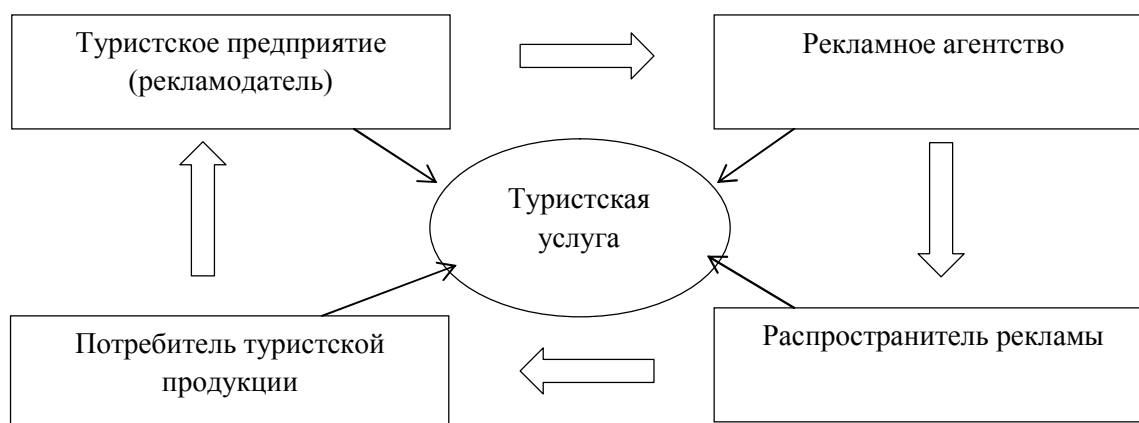 Туристское предприятие
(рекламодатель)
Рекламное агентство
Туристская
услуга
Потребитель туристской
продукции
Распространитель рекламы